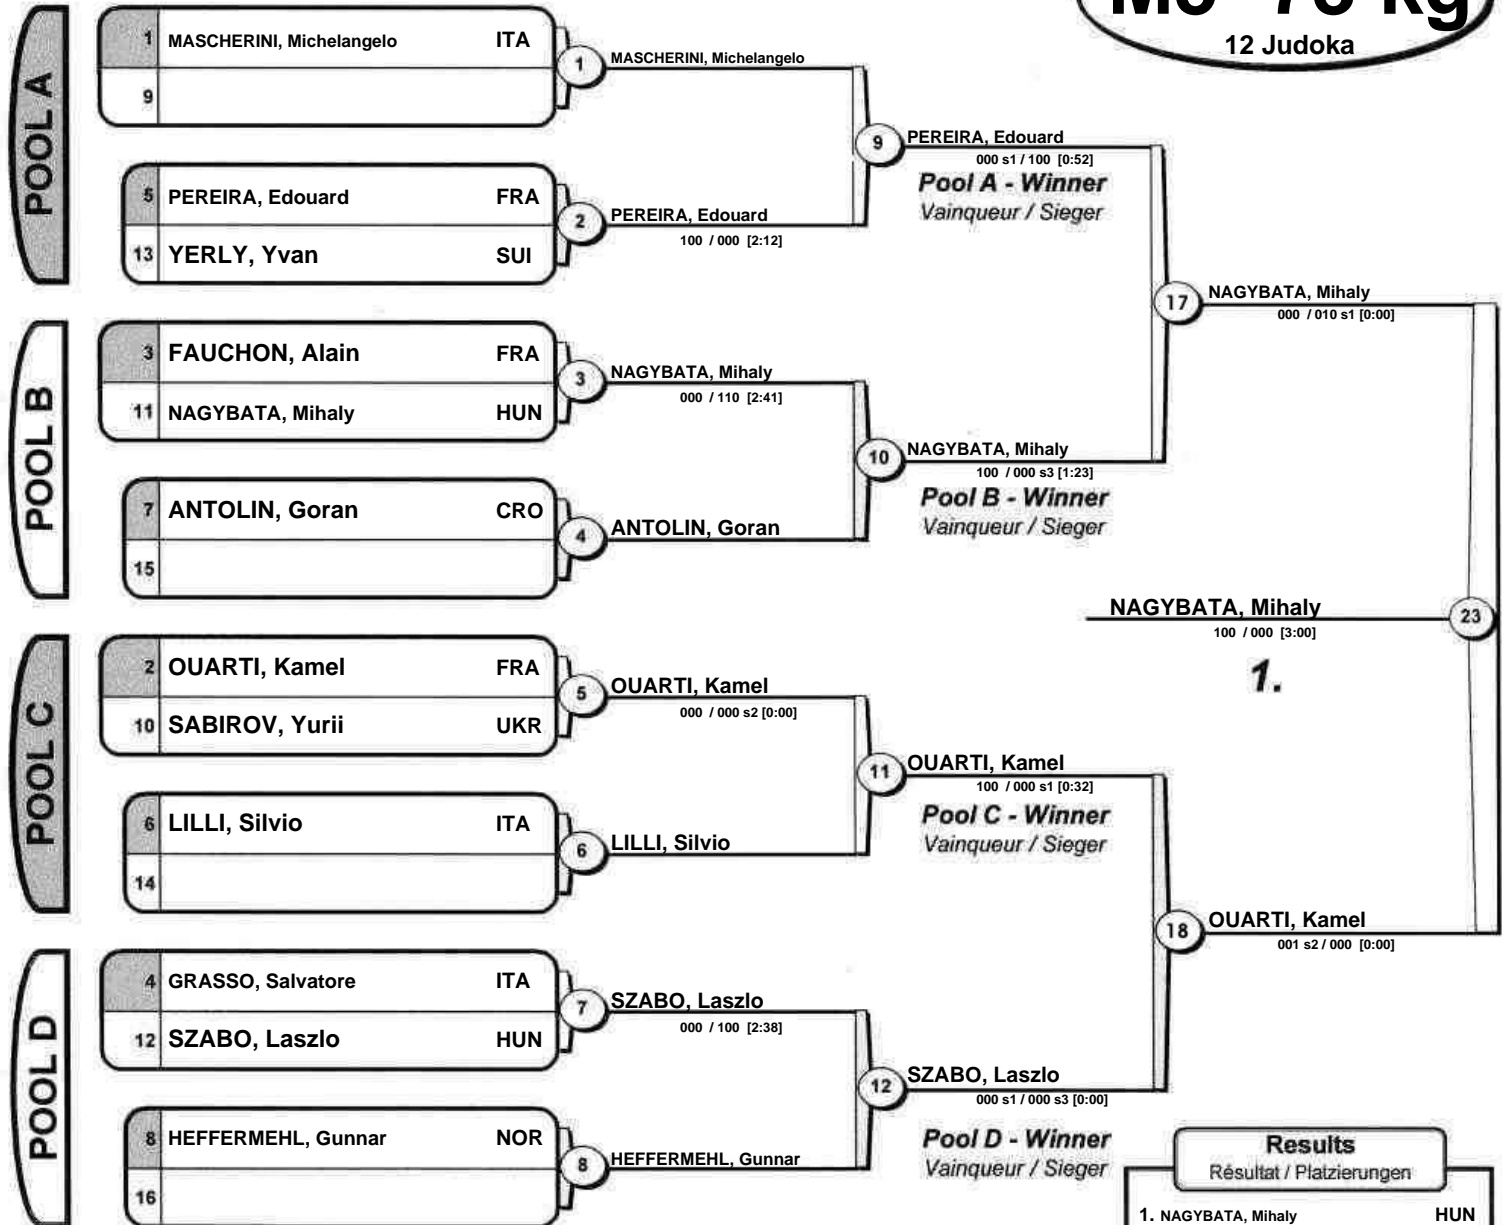 -73 kg
12 Judoka
POOL A
1 MASCHERINI, Michelangelo ITA
9
1
MASCHERINI, Michelangelo
5 PEREIRA, Edouard FRA
13 YERLY, Yvan SUI
2
PEREIRA, Edouard
100 / 000 [2:12]
9
PEREIRA, Edouard
000 s1 / 100 [0:52]
Pool A - Winner
Vainqueur / Sieger
POOL B
3 FAUCHON, Alain FRA
11 NAGYBATA, Mihaly HUN
3
NAGYBATA, Mihaly
000 / 110 [2:41]
7 ANTOLIN, Goran CRO
15
4
ANTOLIN, Goran
10
NAGYBATA, Mihaly
100 / 000 s3 [1:23]
Pool B - Winner
Vainqueur / Sieger
17
NAGYBATA, Mihaly
000 / 010 s1 [0:00]
POOL C
2 OUARTI, Kamel FRA
10 SABIROV, Yurii UKR
5
OUARTI, Kamel
000 / 000 s2 [0:00]
6 LILLI, Silvio ITA
14
6
LILLI, Silvio
11
OUARTI, Kamel
100 / 000 s1 [0:32]
Pool C - Winner
Vainqueur / Sieger
POOL D
4 GRASSO, Salvatore ITA
12 SZABO, Laszlo HUN
7
SZABO, Laszlo
000 / 100 [2:38]
8 HEFFERMEHL, Gunnar NOR
16
8
HEFFERMEHL, Gunnar
12
SZABO, Laszlo
000 s1 / 000 s3 [0:00]
Pool D - Winner
Vainqueur / Sieger
18
OUARTI, Kamel
001 s2 / 000 [0:00]
23
NAGYBATA, Mihaly
100 / 000 [3:00]
1.
Results
Résultat / Platzierungen
1. NAGYBATA, Mihaly HUN